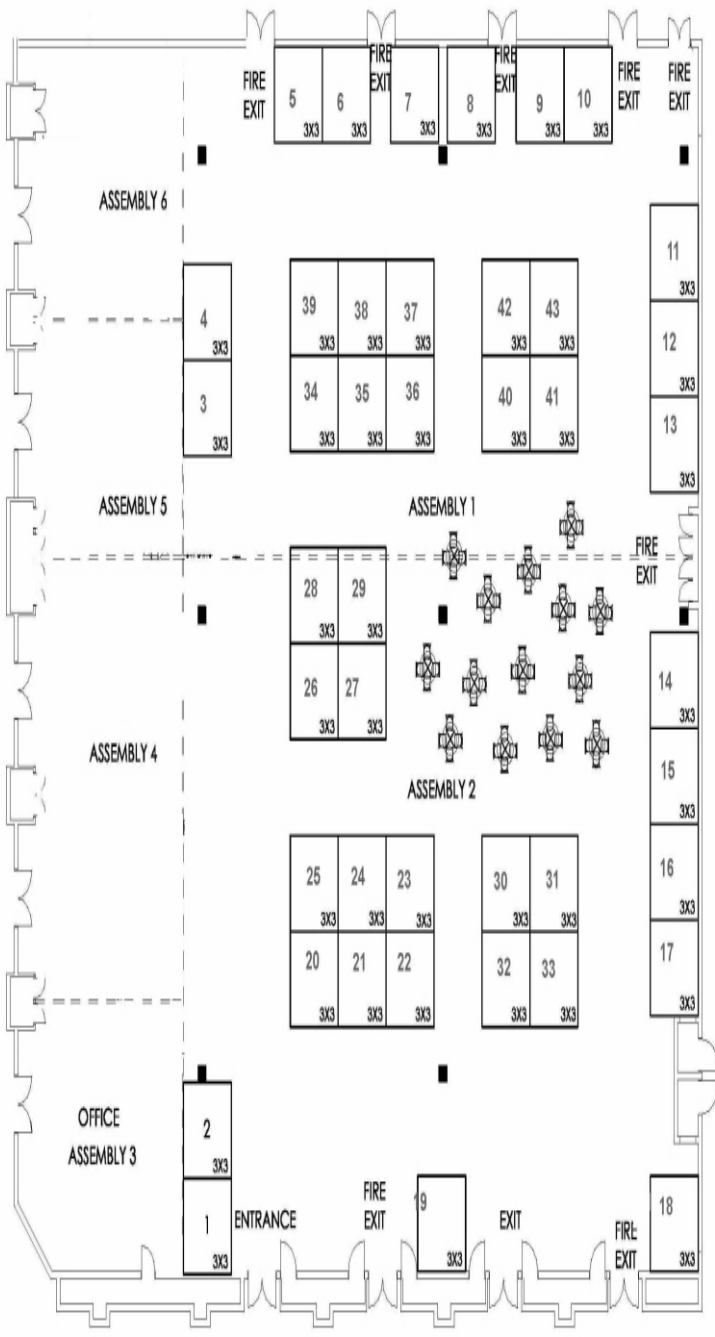 FIRE
EXIT
5
3X3
6
3X3
FIRE
EXIT
7
3X3
8
3X3
FIRE
EXIT
9
3X3
10
3X3
FIRE
EXIT
FIRE
EXIT
ASSEMBLY 6
11
3X3
4
3X3
39
3X3
38
3X3
37
3X3
42
3X3
43
3X3
12
3X3
3
3X3
34
3X3
35
3X3
36
3X3
40
3X3
41
3X3
13
3X3
ASSEMBLY 5
ASSEMBLY 1
FIRE
EXIT
28
3X3
29
3X3
26
3X3
27
3X3
14
3X3
ASSEMBLY 4
15
3X3
ASSEMBLY 2
25
3X3
24
3X3
23
3X3
30
3X3
31
3X3
16
3X3
20
3X3
21
3X3
22
3X3
32
3X3
33
3X3
17
3X3
OFFICE
ASSEMBLY 3
2
3X3
1
3X3
ENTRANCE
FIRE
EXIT
19
3X3
EXIT
FIRE
EXIT
18
3X3